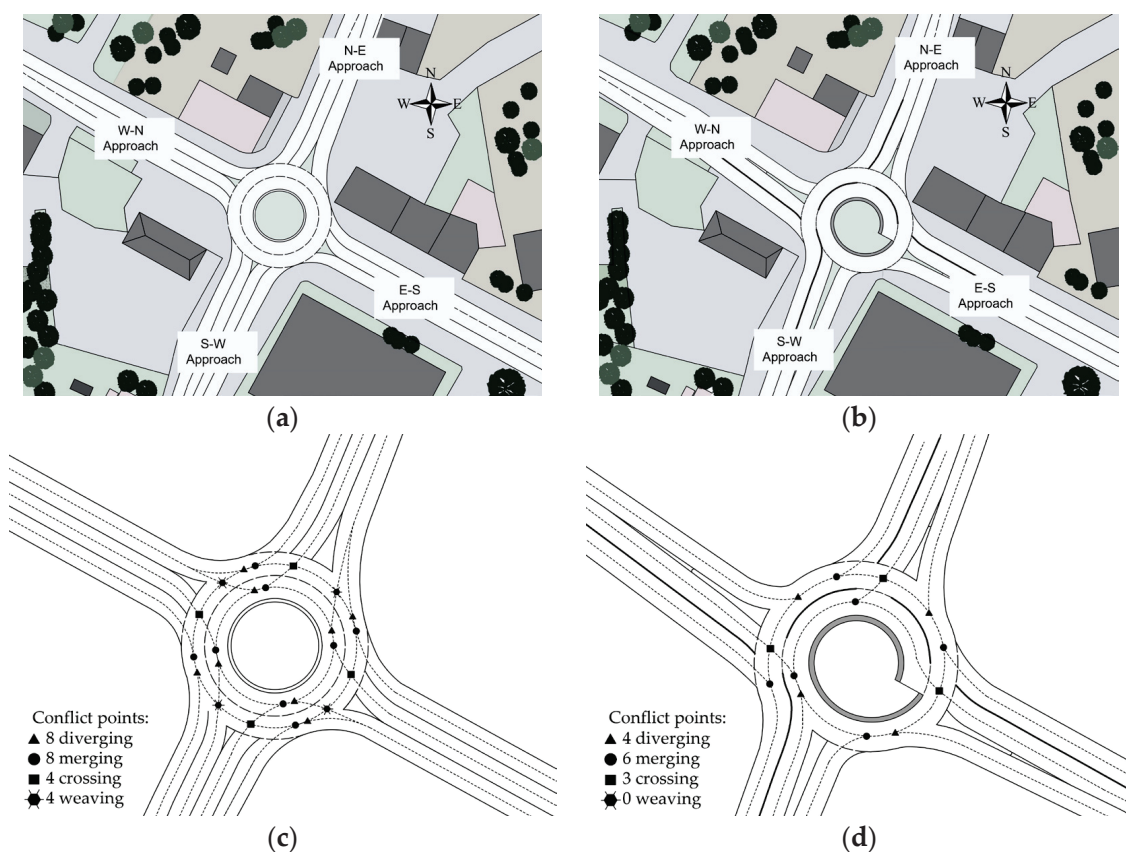 N-E
Approach
N
W E
S
W-N
Approach
E-S
Approach
S-W
Approach
(a)
N-E
Approach
N
W E
S
W-N
Approach
E-S
Approach
S-W
Approach
(b)
Conflict points:
8 diverging
8 merging
4 crossing
4 weaving
(c)
Conflict points:
4 diverging
6 merging
3 crossing
0 weaving
(d)